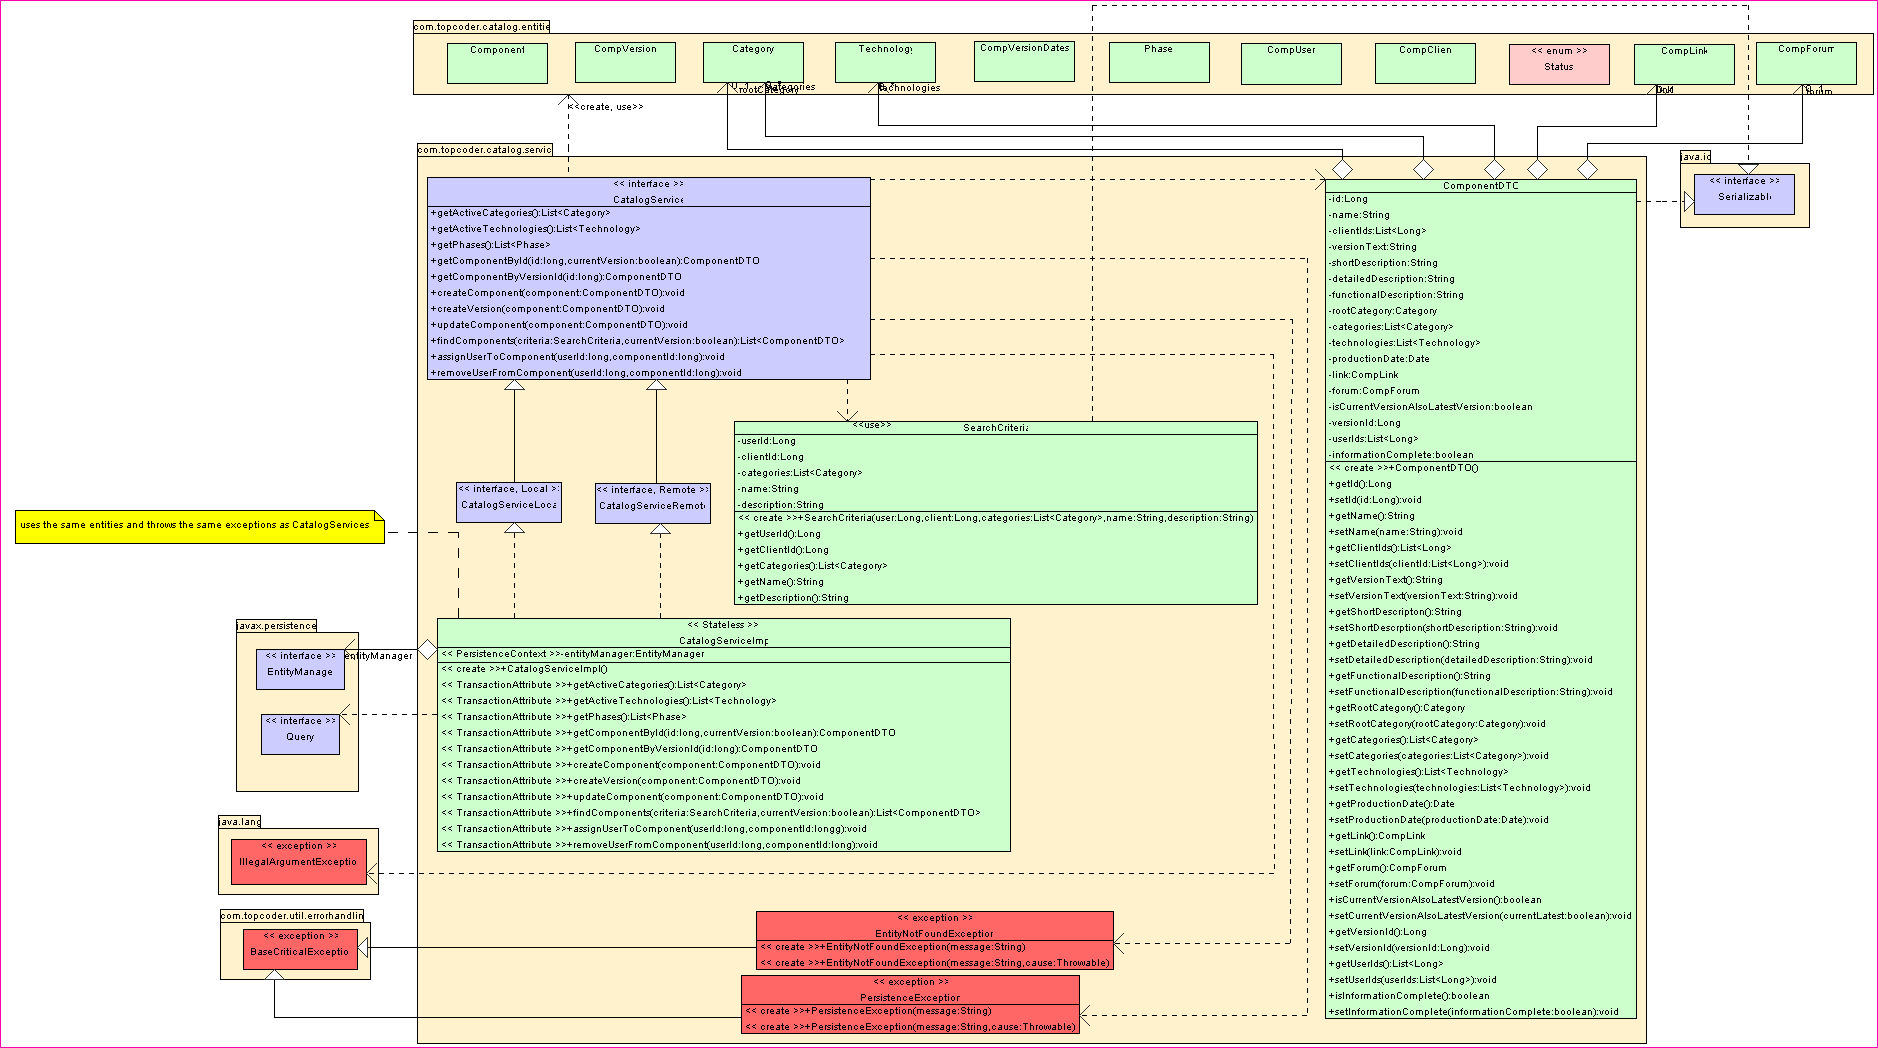 com.topcoder.catalog.entitie
Component
CompVersion
Category
Technology
CompVersionDates
Phase
CompUser
CompClien
<< enum >>
Status
CompLink
CompForum
rootCategory
technologies
forum
<<create, use>>
com.topcoder.catalog.servic
<< interface >>
CatalogService
+getActiveCategories():List<Category>
+getActiveTechnologies():List<Technology>
+getPhases():List<Phase>
+getComponentById(id:long,currentVersion:boolean):ComponentDTO
+getComponentByVersionId(id:long):ComponentDTO
+createComponent(component:ComponentDTO):void
+createVersion(component:ComponentDTO):void
+updateComponent(component:ComponentDTO):void
+findComponents(criteria:SearchCriteria,currentVersion:boolean):List<ComponentDTO>
+assignUserToComponent(userId:long,componentId:long):void
+removeUserFromComponent(userId:long,componentId:long):void
java.io
<< interface >>
Serializabl
ComponentDTO
-id:Long
-name:String
-clientIds:List<Long>
-versionText:String
-shortDescription:String
-detailedDescription:String
-functionalDescription:String
-rootCategory:Category
-categories:List<Category>
-technologies:List<Technology>
-productionDate:Date
-link:CompLink
-forum:CompForum
-isCurrentVersionAlsoLatestVersion:boolean
-versionId:Long
-userIds:List<Long>
-informationComplete:boolean
<< create >>+ComponentDTO()
+getId():Long
+setId(id:Long):void
+getName():String
+setName(name:String):void
+getClientIds():List<Long>
+setClientIds(clientId:List<Long>):void
+getVersionText():String
+setVersionText(versionText:String):void
+getShortDescripton():String
+setShortDescrption(shortDescription:String):void
+getDetailedDescription():String
+setDetailedDescription(detailedDescription:String):void
+getFunctionalDescription():String
+setFunctionalDescription(functionalDescription:String):void
+getRootCategory():Category
+setRootCategory(rootCategory:Category):void
+getCategories():List<Category>
+setCategories(categories:List<Category>):void
+getTechnologies():List<Technology>
+setTechnologies(technologies:List<Technology>):void
+getProductionDate():Date
+setProductionDate(productionDate:Date):void
+getLink():CompLink
+setLink(link:CompLink):void
+getForum():CompForum
+setForum(forum:CompForum):void
+isCurrentVersionAlsoLatestVersion():boolean
+setCurrentVersionAlsoLatestVersion(currentLatest:boolean):void
+getVersionId():Long
+setVersionId(versionId:Long):void
+getUserIds():List<Long>
+setUserIds(userIds:List<Long>):void
+isInformationComplete():boolean
+setInformationComplete(informationComplete:boolean):void
<<use>>
SearchCriteria
-userId:Long
-clientId:Long
-categories:List<Category>
-name:String
-description:String
<< create >>+SearchCriteria(user:Long,client:Long,categories:List<Category>,name:String,description:String)
+getUserId():Long
+getClientId():Long
+getCategories():List<Category>
+getName():String
+getDescription():String
<< interface, Local >>
CatalogServiceLoca
<< interface, Remote >>
CatalogServiceRemote
uses the same entities and throws the same exceptions as CatalogServices
javax.persistence
<< interface >>
EntityManage
entityManager
<< interface >>
Query
<< Stateless >>
CatalogServiceImp
<< PersistenceContext >>-entityManager:EntityManager
<< create >>+CatalogServiceImpl()
<< TransactionAttribute >>+getActiveCategories():List<Category>
<< TransactionAttribute >>+getActiveTechnologies():List<Technology>
<< TransactionAttribute >>+getPhases():List<Phase>
<< TransactionAttribute >>+getComponentById(id:long,currentVersion:boolean):ComponentDTO
<< TransactionAttribute >>+getComponentByVersionId(id:long):ComponentDTO
<< TransactionAttribute >>+createComponent(component:ComponentDTO):void
<< TransactionAttribute >>+createVersion(component:ComponentDTO):void
<< TransactionAttribute >>+updateComponent(component:ComponentDTO):void
<< TransactionAttribute >>+findComponents(criteria:SearchCriteria,currentVersion:boolean):List<ComponentDTO>
<< TransactionAttribute >>+assignUserToComponent(userId:long,componentId:longg):void
<< TransactionAttribute >>+removeUserFromComponent(userId:long,componentId:long):void
java.lang
<< exception >>
IllegalArgumentExceptio
com.topcoder.util.errorhandlin
<< exception >>
BaseCriticalExceptio
<< exception >>
EntityNotFoundException
<< create >>+EntityNotFoundException(message:String)
<< create >>+EntityNotFoundException(message:String,cause:Throwable)
<< exception >>
PersistenceException
<< create >>+PersistenceException(message:String)
<< create >>+PersistenceException(message:String,cause:Throwable)